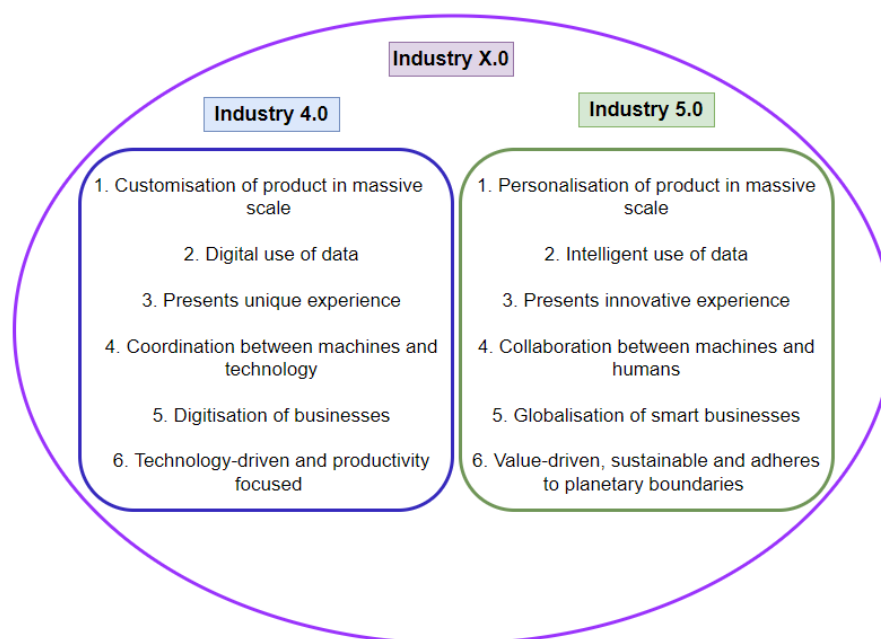 Industry X.0
Industry 4.0
1. Customisation of product in massive
scale
2. Digital use of data
3. Presents unique experience
4. Coordination between machines and
technology
5. Digitisation of businesses
6. Technology-driven and productivity
focused
Industry 5.0
1. Personalisation of product in massive
scale
2. Intelligent use of data
3. Presents innovative experience
4. Collaboration between machines and
humans
5. Globalisation of smart businesses
6. Value-driven, sustainable and adheres
to planetary boundaries